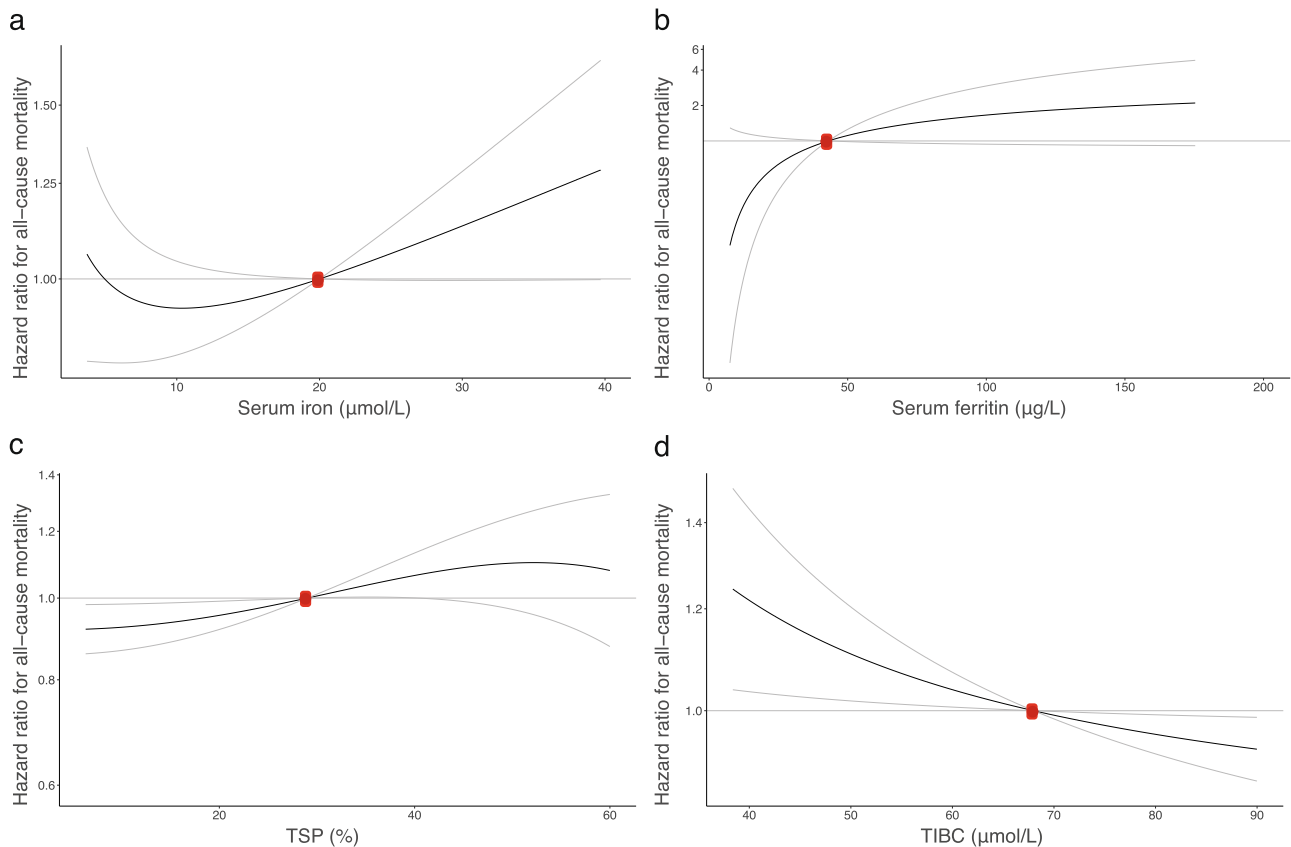 a
Hazard ratio for all−cause mortality
1.50
1.25
1.00
10 20 30 40
Serum iron (μmol/L)
b
Hazard ratio for all−cause mortality
6
4
2
0 50 100 150 200
Serum ferritin (μg/L)
c
Hazard ratio for all−cause mortality
1.4
1.2
1.0
0.8
0.6
20 40 60
TSP (%)
d
Hazard ratio for all−cause mortality
1.4
1.2
1.0
40 50 60 70 80 90
TIBC (μmol/L)